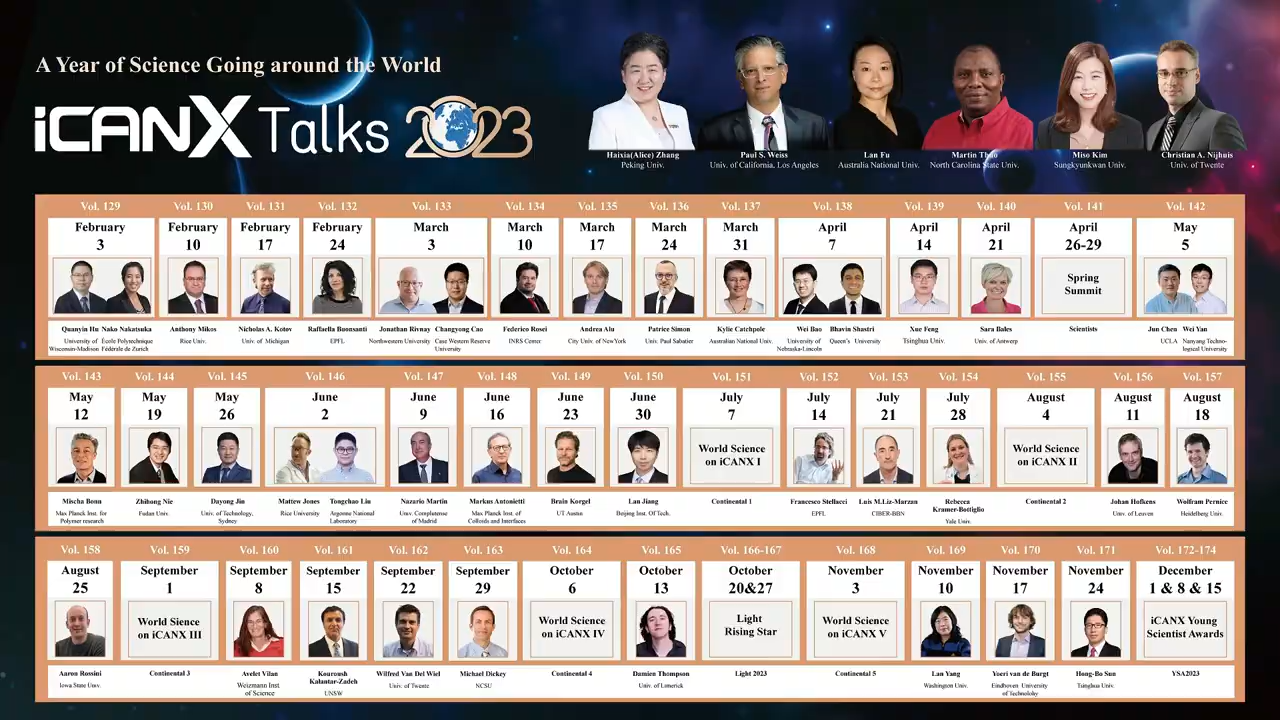 A Year of Science Going around the World
iCANX Talks 2023
Haixia(Alice) Zhang
Peking Univ.
Paul S. Weiss
Univ. of California, Los Angeles
Lan Fu
Australia National Univ.
Martin Thuo
North Carolina State Univ.
Miso Kim
Sungkyunkwan Univ.
Christian A. Nijhuis
Univ. of Twente
Vol. 129
February
3
Quanyin Hu
University of
Wisconsin-Madison
Nako Nakatsuka
École Polytechnique
Fédérale de Zurich
Vol. 130
February
10
Anthony Mikos
Rice Univ.
Vol. 131
February
17
Nicholas A. Kotov
Univ. of Michigan
Vol. 132
February
24
Raffaella Buonsanti
EPFL
Vol. 133
March
3
Jonathan Rivnay
Northwestern University
Changyong Cao
Case Western Reserve
University
Vol. 134
March
10
Federico Rosei
INRS Center
Vol. 135
March
17
Andrea Alu
City Univ. of NewYork
Vol. 136
March
24
Patrice Simon
Univ. Paul Sabatier
Vol. 137
March
31
Kylie Catchpole
Australian National Univ.
Vol. 138
April
7
Wei Bao
University of
Nebraska-Lincoln
Bhavin Shastri
Queen's University
Vol. 139
April
14
Xue Feng
Tsinghua Univ.
Vol. 140
April
21
Sara Bales
Univ. of Antwerp
Vol. 141
April
26-29
Spring
Summit
Scientists
Vol. 142
May
5
Jun Chen
UCLA
Wei Yan
Nanyang Techno-
logical University
Vol. 143
May
12
Mischa Bonn
Max Planck Inst. for
Polymer research
Vol. 144
May
19
Zhihong Nie
Fudan Univ.
Vol. 145
May
26
Dayong Jin
Univ. of Technology,
Sydney
Vol. 146
June
2
Mattew Jones
Rice University
Tongchao Liu
Argonne National
Laboratory
Vol. 147
June
9
Nazario Martin
Univ. Complutense
of Madrid
Vol. 148
June
16
Markus Antonietti
Max Planck Inst. of
Colloids and Interfaces
Vol. 149
June
23
Brain Korgel
UT Austin
Vol. 150
June
30
Lan Jiang
Beijing Inst. Of Tech.
Vol. 151
July
7
World Science
on iCANX I
Continental 1
Vol. 152
July
14
Francesco Stellacci
EPFL
Vol. 153
July
21
Luis M.Liz-Marzan
CIBER-BBN
Vol. 154
July
28
Rebecca
Kramer-Bottiglio
Yale Univ.
Vol. 155
August
4
World Science
on iCANX II
Continental 2
Vol. 156
August
11
Johan Hofkens
Univ. of Leuven
Vol. 157
August
18
Wolfram Pernice
Heidelberg Univ.
Vol. 158
August
25
Aaron Rossini
Iowa State Univ.
Vol. 159
September
1
World Science
on iCANX III
Continental 3
Vol. 160
September
8
Avelet Vilan
Weizmann Inst.
of Science
Vol. 161
September
15
Kourosh
Kalantar-Zadeh
UNSW
Vol. 162
September
22
Wilfred Van Del Wiel
Univ. of Twente
Vol. 163
September
29
Michael Dickey
NCSU
Vol. 164
October
6
World Science
on iCANX IV
Continental 4
Vol. 165
October
13
Damien Thompson
Univ. of Limerick
Vol. 166-167
October
20&27
Light
Rising Star
Light 2023
Vol. 168
November
3
World Science
on iCANX V
Continental 5
Vol. 169
November
10
Lan Yang
Washington Univ.
Vol. 170
November
17
Yoeri van de Burgt
Eindhoven University
of Technololgy
Vol. 171
November
24
Hong-Bo Sun
Tsinghua Univ.
Vol. 172-174
December
1 & 8 & 15
iCANX Young
Scientist Awards
YSA2023